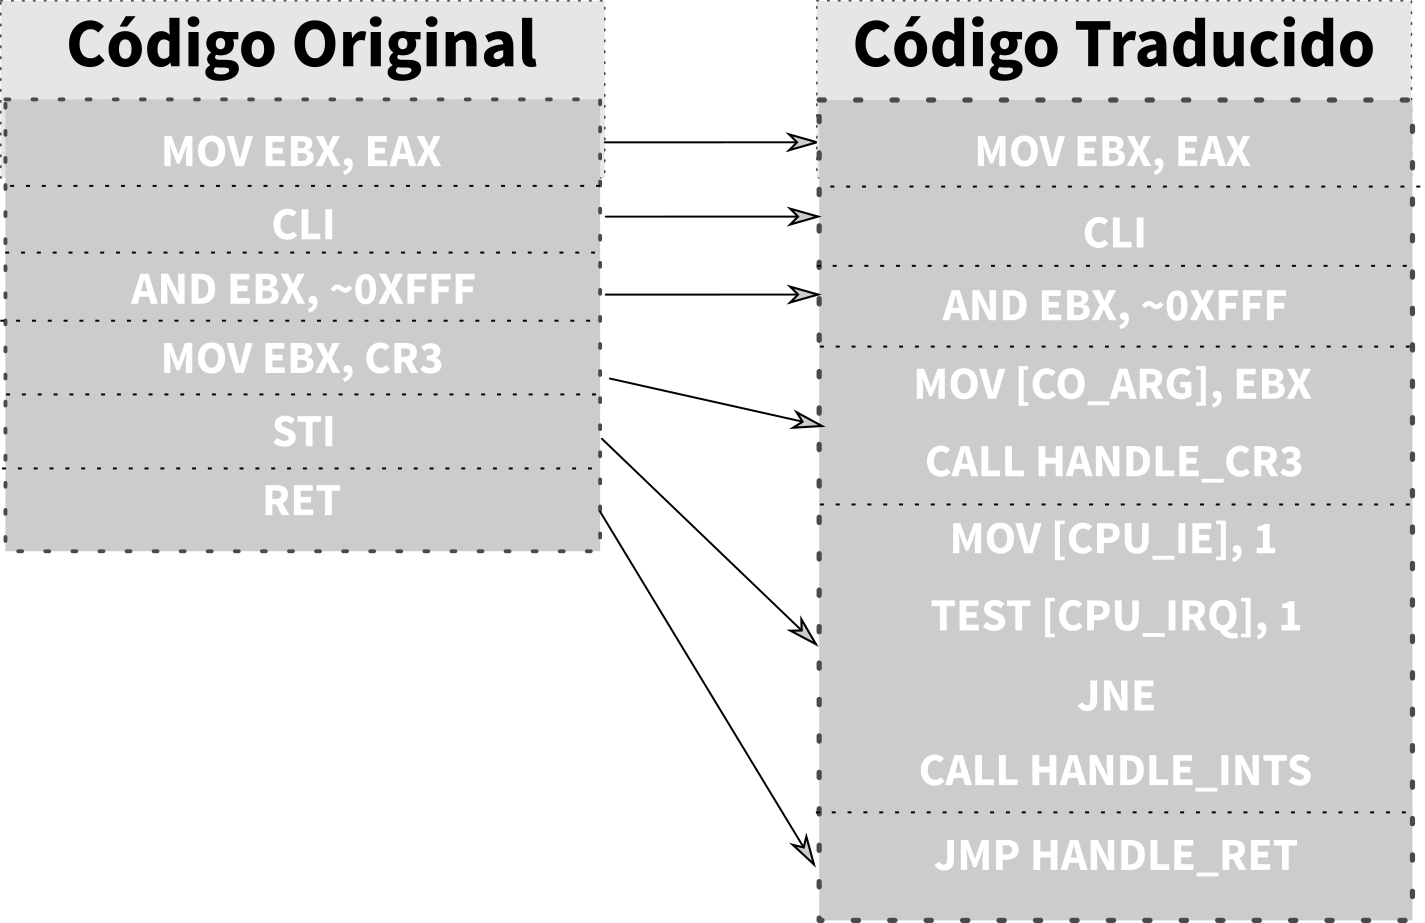 Código Original
MOV EBX, EAX
CLI
AND EBX, ~0XFFF
MOV EBX, CR3
STI
RET
Código Traducido
MOV EBX, EAX
CLI
AND EBX, ~0XFFF
MOV [CO_ARG], EBX
CALL HANDLE_CR3
MOV [CPU_IE], 1
TEST [CPU_IRQ], 1
JNE
CALL HANDLE_INTS
JMP HANDLE_RET